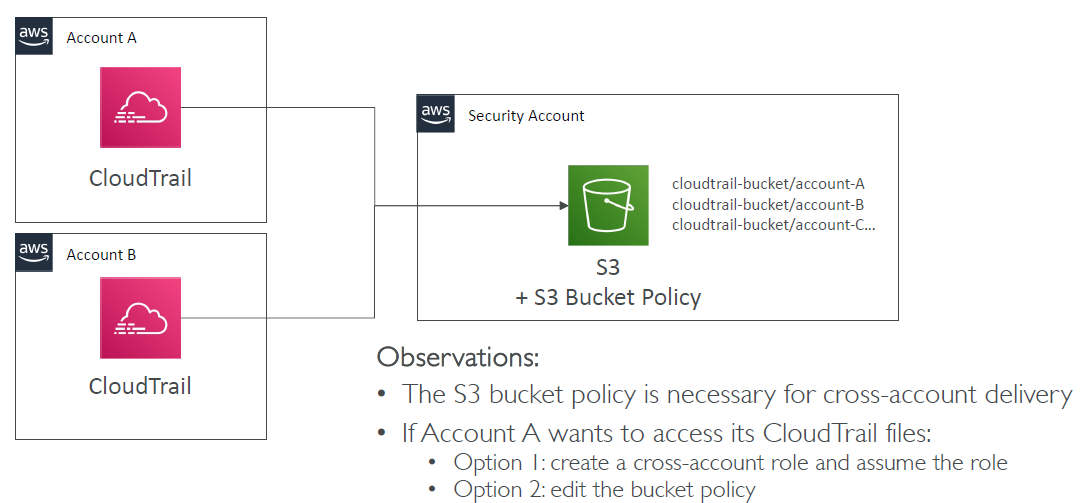 aws
Account A
CloudTrail
aws
Account B
CloudTrail
aws
Security Account
cloudtrail-bucket/account-A
cloudtrail-bucket/account-B
cloudtrail-bucket/account-C...
S3
+ S3 Bucket Policy
Observations:
• The S3 bucket policy is necessary for cross-account delivery
• If Account A wants to access its CloudTrail files:
• Option 1: create a cross-account role and assume the role
• Option 2: edit the bucket policy